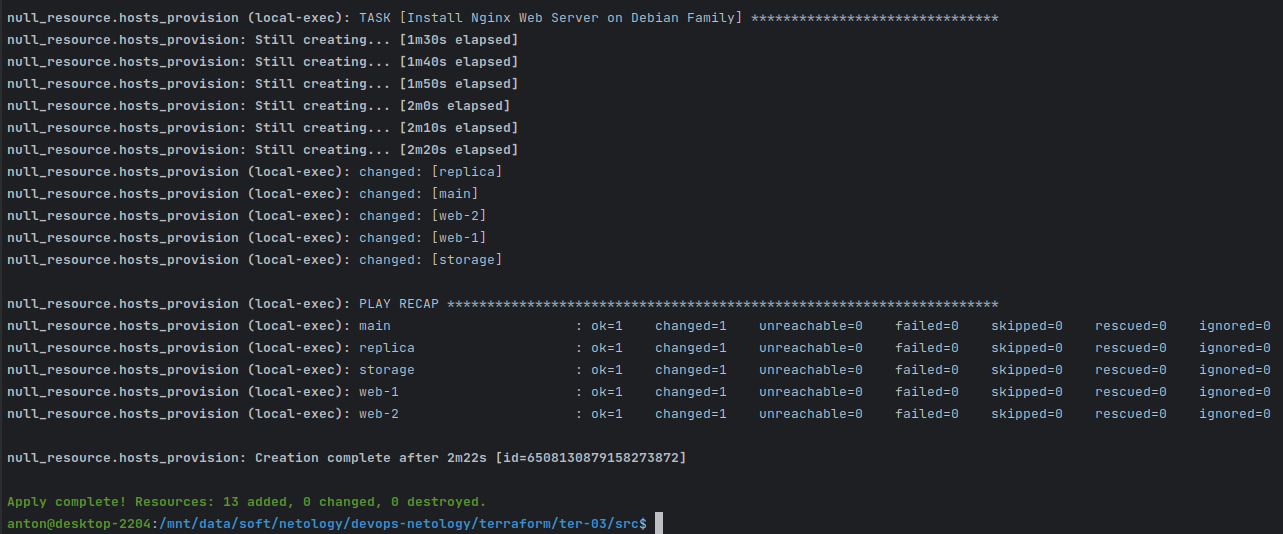 null_resource.hosts_provision (local-exec): TASK [Install Nginx Web Server on Debian Family] *******************************
null_resource.hosts_provision: Still creating... [1m30s elapsed]
null_resource.hosts_provision: Still creating... [1m40s elapsed]
null_resource.hosts_provision: Still creating... [1m50s elapsed]
null_resource.hosts_provision: Still creating... [2m0s elapsed]
null_resource.hosts_provision: Still creating... [2m10s elapsed]
null_resource.hosts_provision: Still creating... [2m20s elapsed]
null_resource.hosts_provision (local-exec): changed: [replica]
null_resource.hosts_provision (local-exec): changed: [main]
null_resource.hosts_provision (local-exec): changed: [web-2]
null_resource.hosts_provision (local-exec): changed: [web-1]
null_resource.hosts_provision (local-exec): changed: [storage]
null_resource.hosts_provision (local-exec): PLAY RECAP *********************************************************************
null_resource.hosts_provision (local-exec): main                       : ok=1    changed=1    unreachable=0    failed=0    skipped=0    rescued=0    ignored=0
null_resource.hosts_provision (local-exec): replica                    : ok=1    changed=1    unreachable=0    failed=0    skipped=0    rescued=0    ignored=0
null_resource.hosts_provision (local-exec): storage                    : ok=1    changed=1    unreachable=0    failed=0    skipped=0    rescued=0    ignored=0
null_resource.hosts_provision (local-exec): web-1                      : ok=1    changed=1    unreachable=0    failed=0    skipped=0    rescued=0    ignored=0
null_resource.hosts_provision (local-exec): web-2                      : ok=1    changed=1    unreachable=0    failed=0    skipped=0    rescued=0    ignored=0
null_resource.hosts_provision: Creation complete after 2m22s [id=6508130879158273872]
Apply complete! Resources: 13 added, 0 changed, 0 destroyed.
anton@desktop-2204:/mnt/data/soft/netology/devops-netology/terraform/ter-03/src$